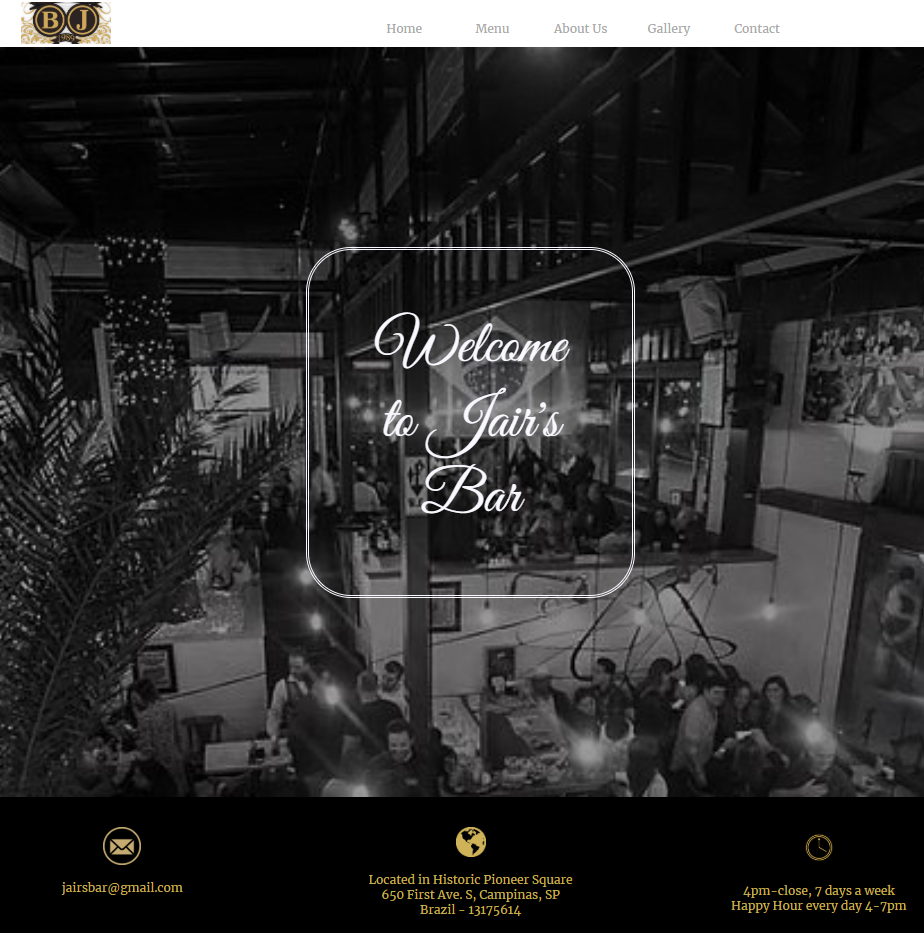 B J
Home Menu About Us Gallery Contact
Welcome
to Jair's
Bar
jairsbar@gmail.com
Located in Historic Pioneer Square
650 First Ave. S, Campinas, SP
Brazil - 13175614
4pm-close, 7 days a week
Happy Hour every day 4-7pm